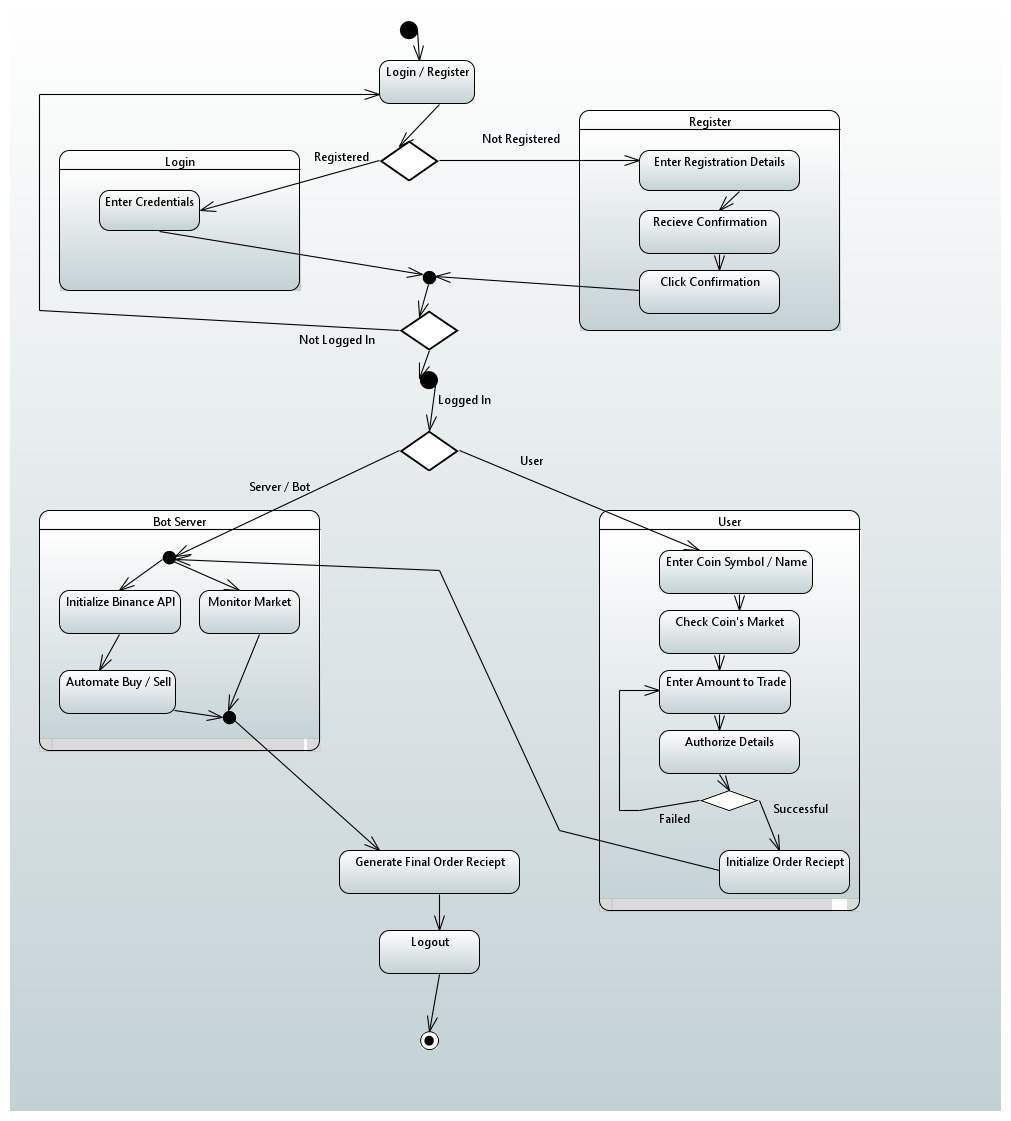 Login / Register
Register
Not Registered
Registered
Login
Enter Registration Details
Enter Credentials
Recieve Confirmation
Click Confirmation
Not Logged In
Logged In
User
Server / Bot
Bot Server
User
Enter Coin Symbol / Name
Initialize Binance API
Monitor Market
Check Coin's Market
Automate Buy / Sell
Enter Amount to Trade
Authorize Details
Successful
Failed
Generate Final Order Reciept
Initialize Order Reciept
Logout